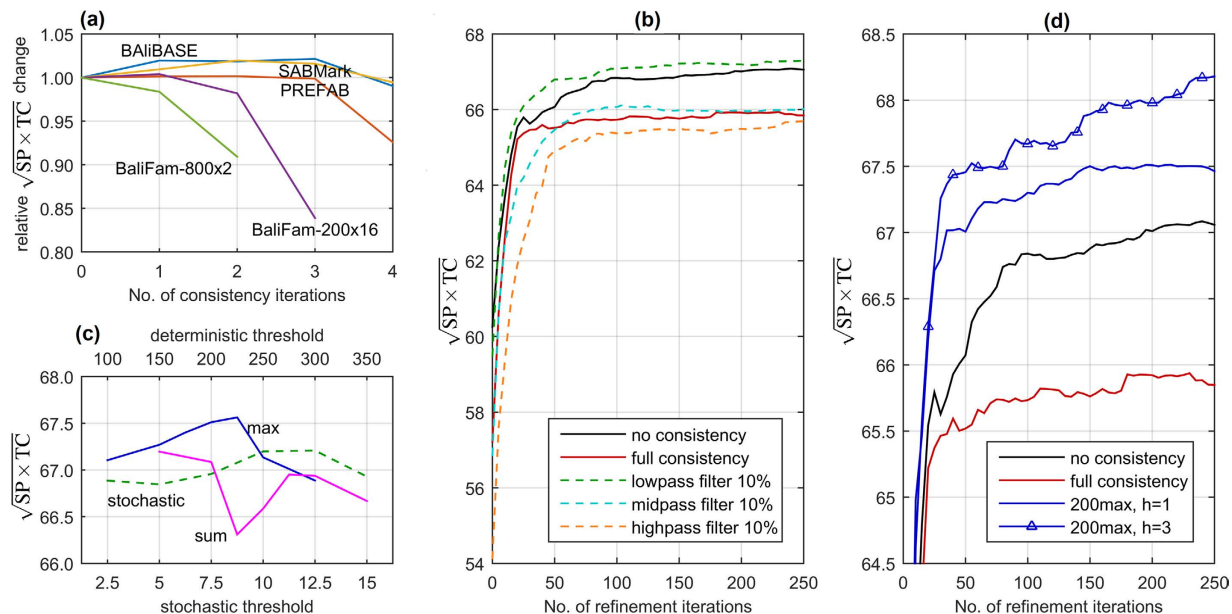 (a)
1.05
1.00
0.95
0.90
0.85
0.80
relative √SP × TC change
BAliBASE
SABMark
PREFAB
BaliFam-800x2
BaliFam-200x16
0 1 2 3 4
No. of consistency iterations
(c)
deterministic threshold
100 150 200 250 300 350
68.0
67.5
67.0
66.5
66.0
√SP × TC
max
stochastic
sum
2.5 5 7.5 10 12.5 15
stochastic threshold
(b)
68
66
64
62
60
58
56
54
√SP × TC
no consistency
full consistency
lowpass filter 10%
midpass filter 10%
highpass filter 10%
0 50 100 150 200 250
No. of refinement iterations
(d)
68.5
68
67.5
67
66.5
66
65.5
65
64.5
√SP × TC
no consistency
full consistency
200max, h=1
200max, h=3
0 50 100 150 200 250
No. of refinement iterations